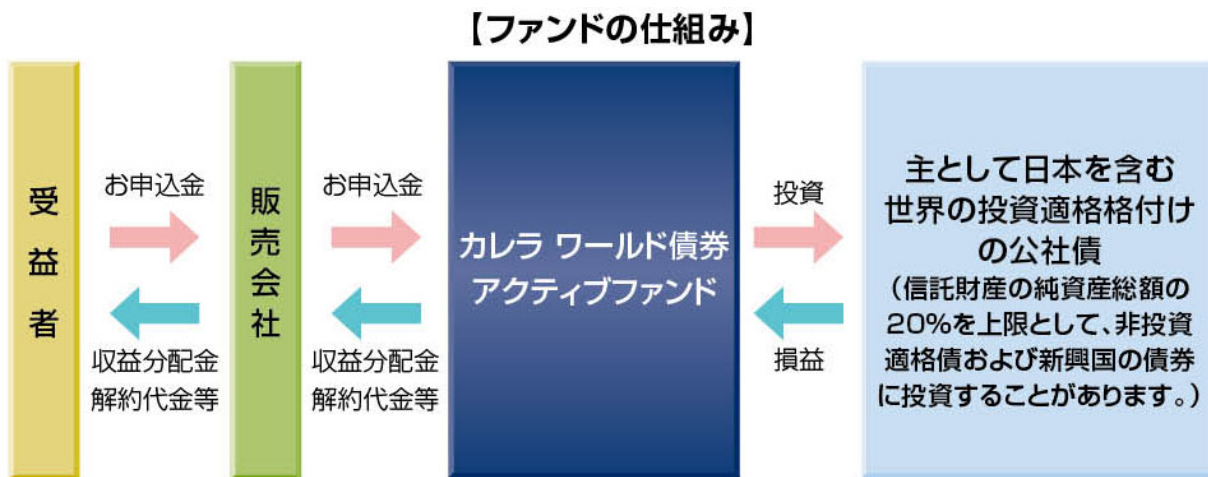 【ファンドの仕組み】
受益者
お申込金
収益分配金
解約代金等
販売会社
お申込金
収益分配金
解約代金等
カレラ ワールド債券
アクティブファンド
投資
損益
主として日本を含む
世界の投資適格格付け
の公社債
(信託財産の純資産総額の
20%を上限として、非投資
適格債および新興国の債券
に投資することがあります。)